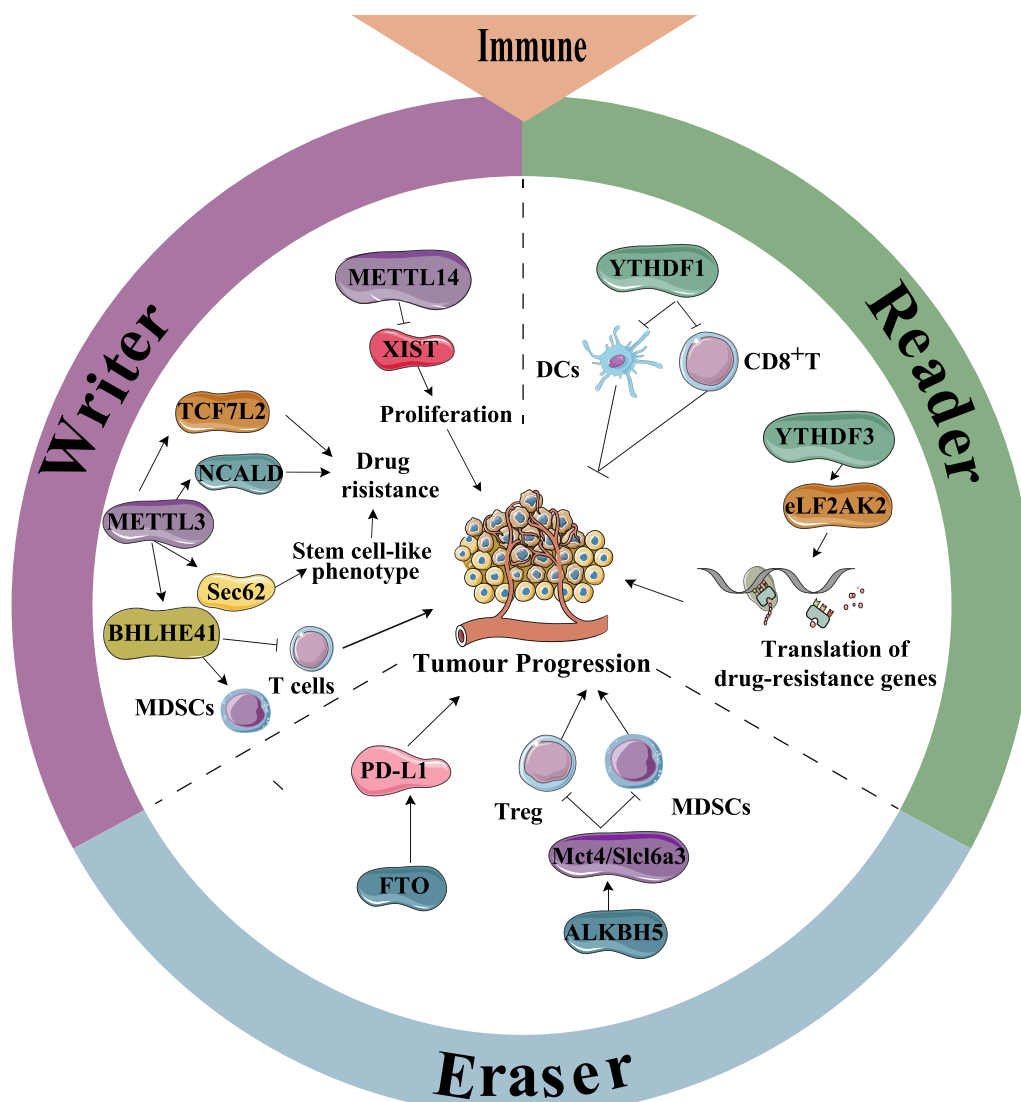 Immune
Writer
Reader
Eraser
METTL14
XIST
Proliferation
TCF7L2
NCALD
Drug
risistance
METTL3
Stem cell-like
phenotype
Sec62
BHLHE41
T cells
MDSCs
YTHDF1
DCs
CD8⁺T
YTHDF3
eLF2AK2
Translation of
drug-resistance genes
Tumour Progression
PD-L1
FTO
Treg
MDSCs
Mct4/Slcl6a3
ALKBH5